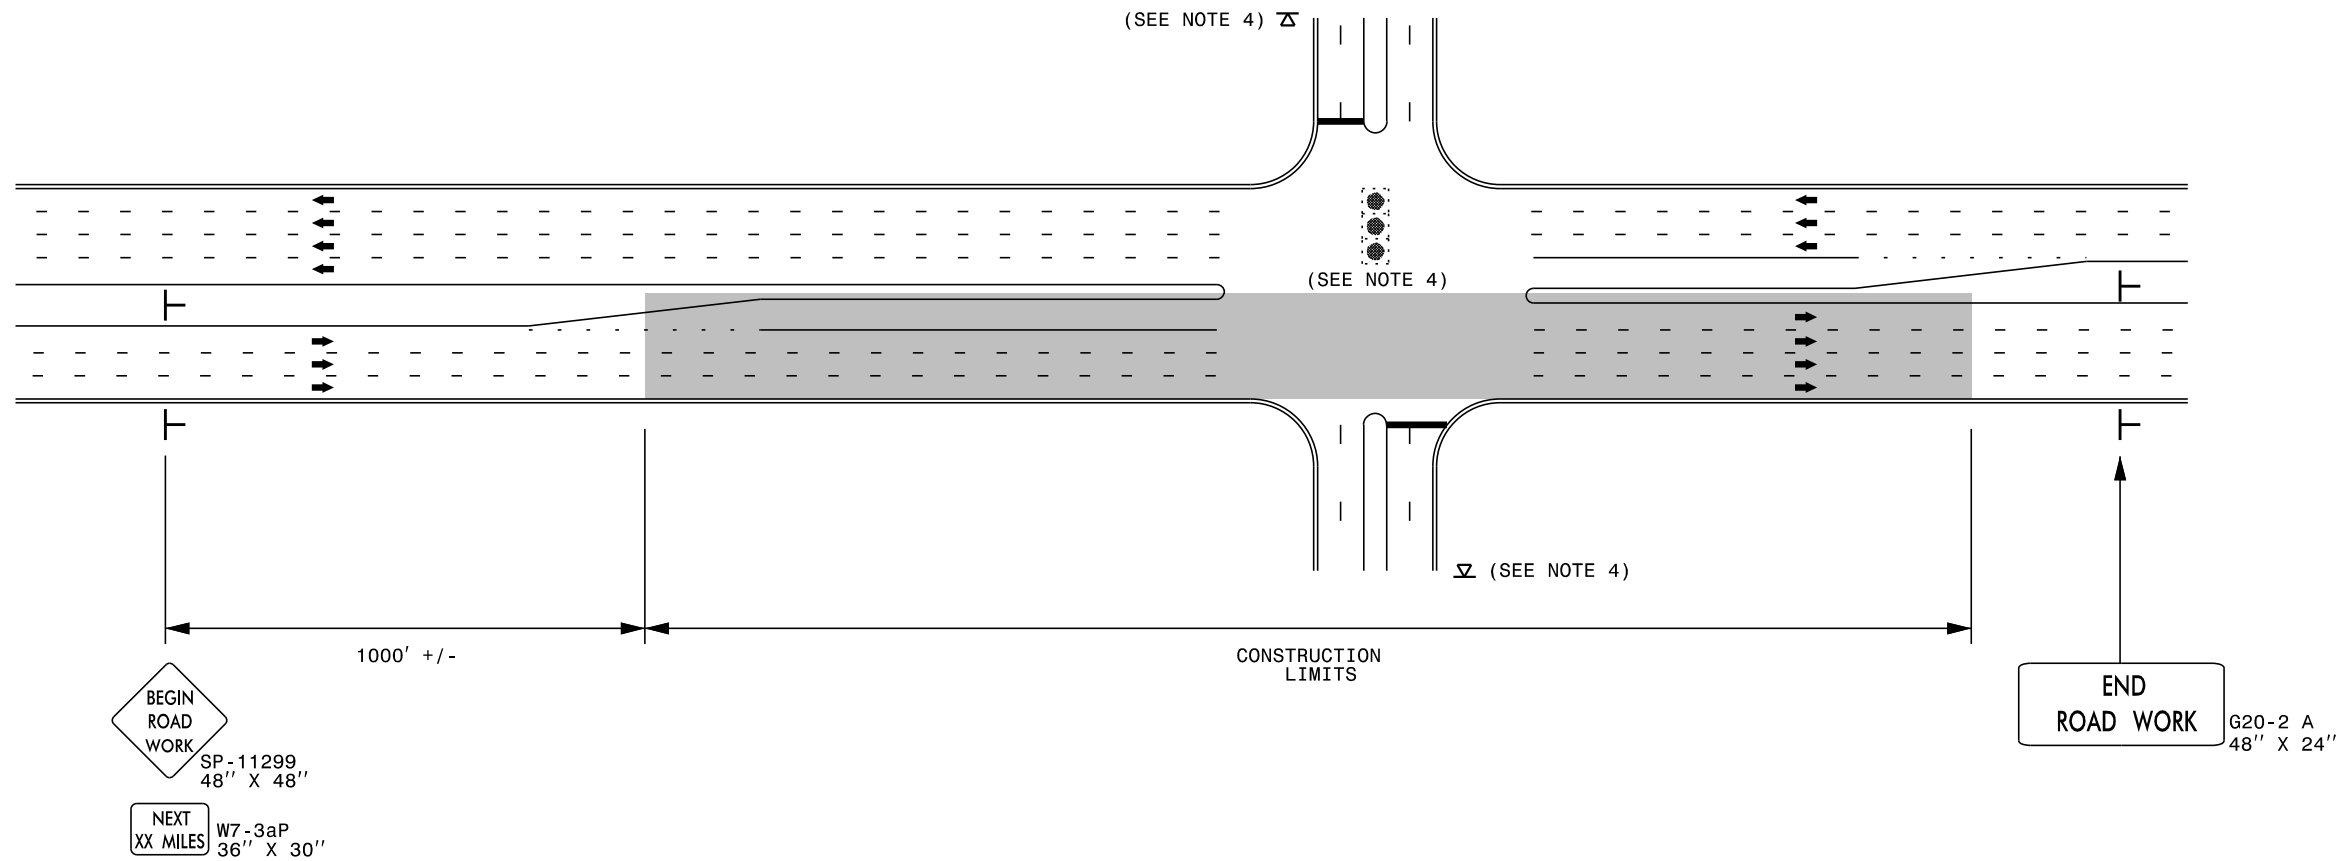 (SEE NOTE 4)
(SEE NOTE 4)
(SEE NOTE 4)
1000' +/-
CONSTRUCTION
LIMITS
BEGIN
ROAD
WORK
SP-11299
48'' X 48''
NEXT
XX MILES
W7-3aP
36'' X 30''
END
ROAD WORK
G20-2 A
48'' X 24''